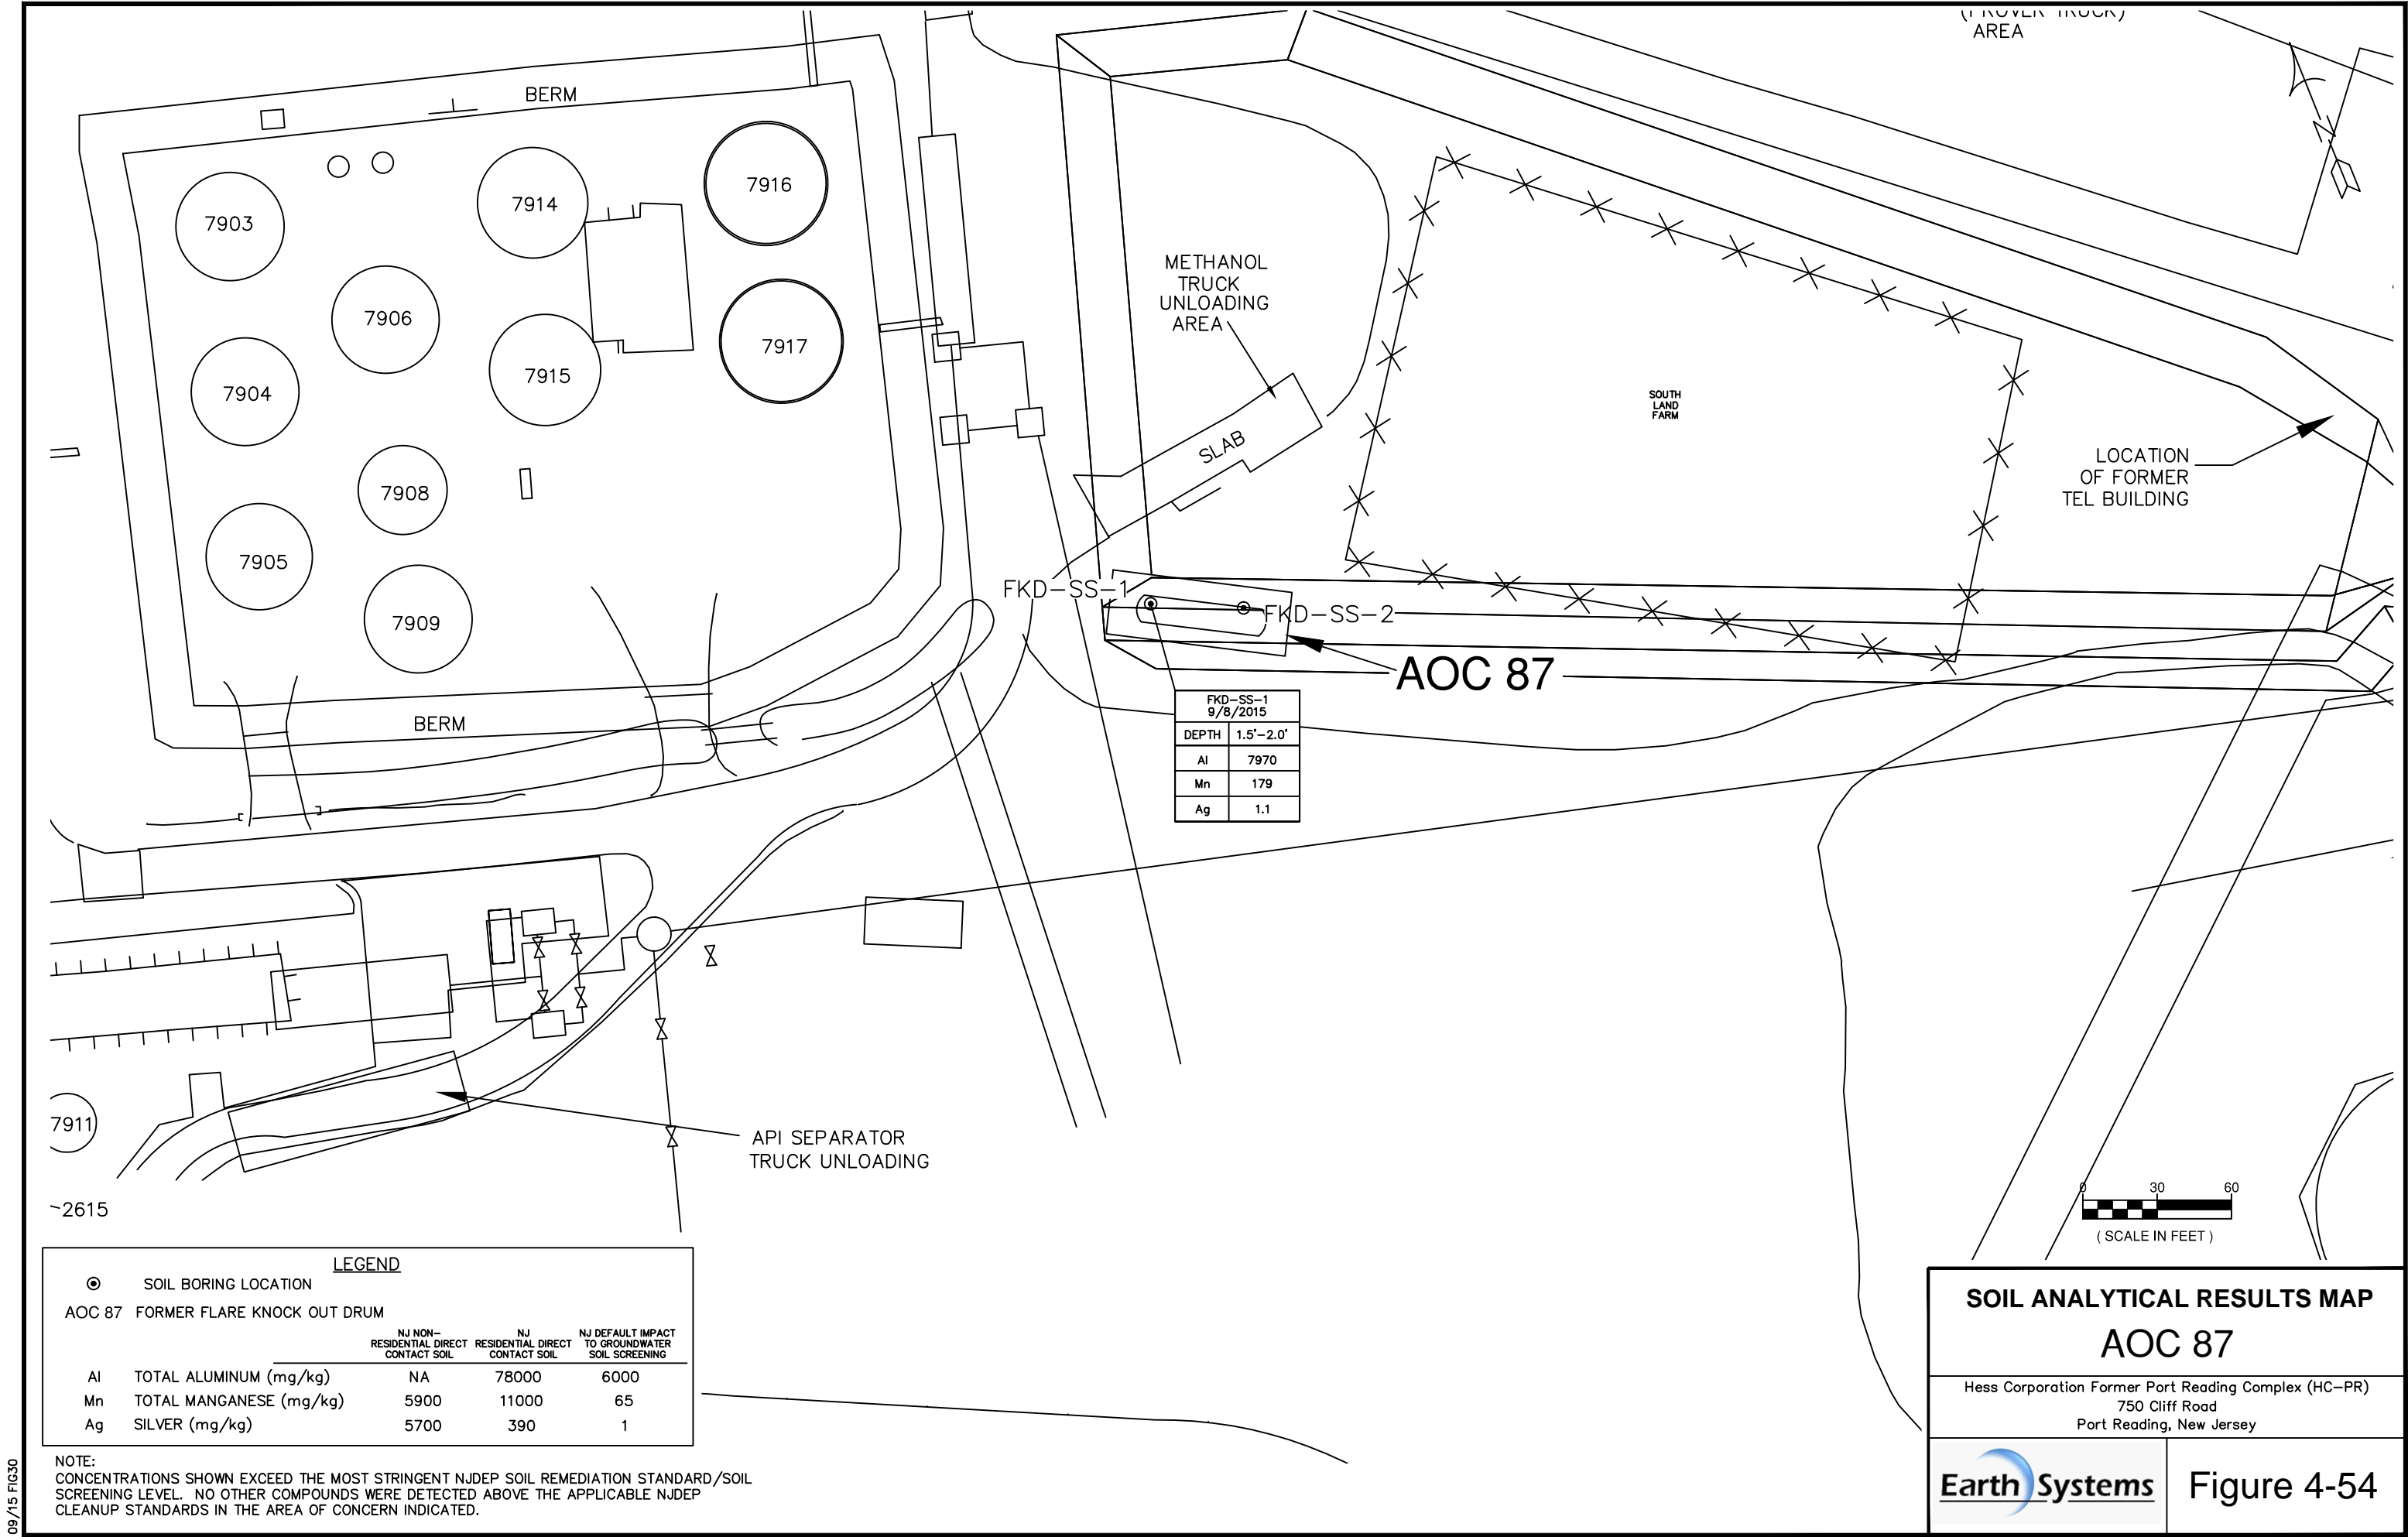 (PROVER TRUCK)
AREA
N
BERM
7903
7914
7916
7906
7917
7904
7915
7908
7905
7909
BERM
METHANOL
TRUCK
UNLOADING
AREA
SLAB
SOUTH
LAND
FARM
LOCATION
OF FORMER
TEL BUILDING
FKD-SS-1
FKD-SS-2
AOC 87
FKD-SS-1
9/8/2015
DEPTH 1.5'-2.0'
Al 7970
Mn 179
Ag 1.1
7911
API SEPARATOR
TRUCK UNLOADING
2615
0 30 60
( SCALE IN FEET )
LEGEND
SOIL BORING LOCATION
AOC 87 FORMER FLARE KNOCK OUT DRUM
NJ NON-
RESIDENTIAL DIRECT
CONTACT SOIL
NJ
RESIDENTIAL DIRECT
CONTACT SOIL
NJ DEFAULT IMPACT
TO GROUNDWATER
SOIL SCREENING
Al TOTAL ALUMINUM (mg/kg) NA 78000 6000
Mn TOTAL MANGANESE (mg/kg) 5900 11000 65
Ag SILVER (mg/kg) 5700 390 1
NOTE:
CONCENTRATIONS SHOWN EXCEED THE MOST STRINGENT NJDEP SOIL REMEDIATION STANDARD/SOIL
SCREENING LEVEL. NO OTHER COMPOUNDS WERE DETECTED ABOVE THE APPLICABLE NJDEP
CLEANUP STANDARDS IN THE AREA OF CONCERN INDICATED.
09/15 FIG30
SOIL ANALYTICAL RESULTS MAP
AOC 87
Hess Corporation Former Port Reading Complex (HC-PR)
750 Cliff Road
Port Reading, New Jersey
Earth Systems
Figure 4-54